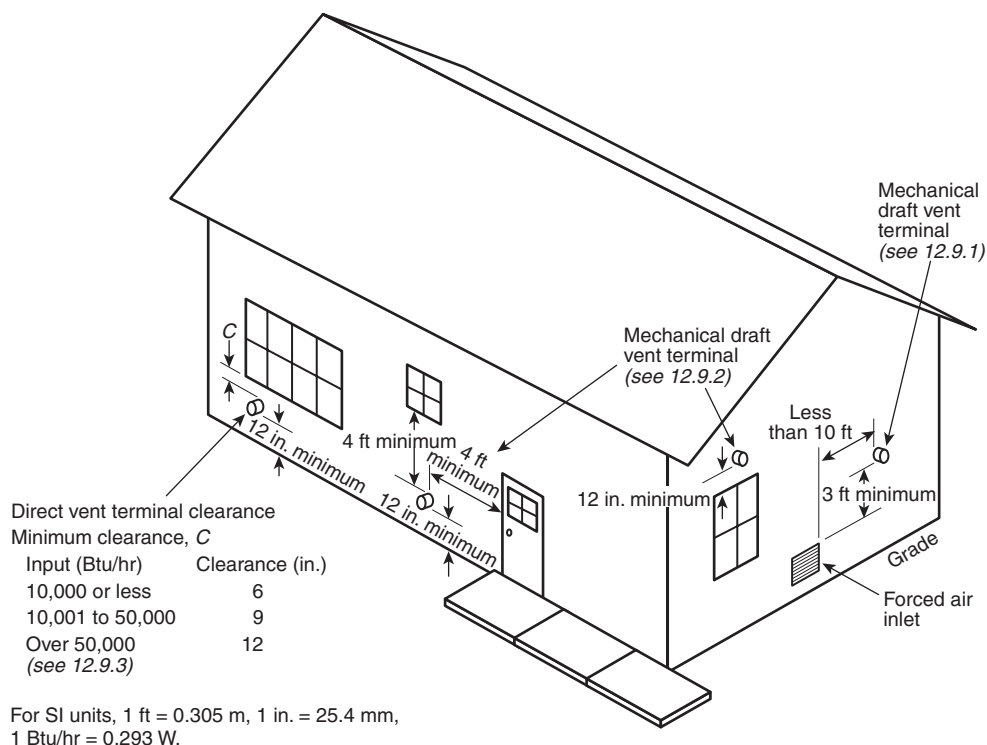 Mechanical
draft vent
terminal
(see 12.9.1)
Mechanical draft
vent terminal
(see 12.9.2)
C
Less
than 10 ft
4 ft minimum
4 ft
minimum
12 in. minimum
12 in. minimum
12 in. minimum
3 ft minimum
Grade
Forced air
inlet
Direct vent terminal clearance
Minimum clearance, C
Input (Btu/hr) Clearance (in.)
10,000 or less 6
10,001 to 50,000 9
Over 50,000 12
(see 12.9.3)
For SI units, 1 ft = 0.305 m, 1 in. = 25.4 mm,
1 Btu/hr = 0.293 W.